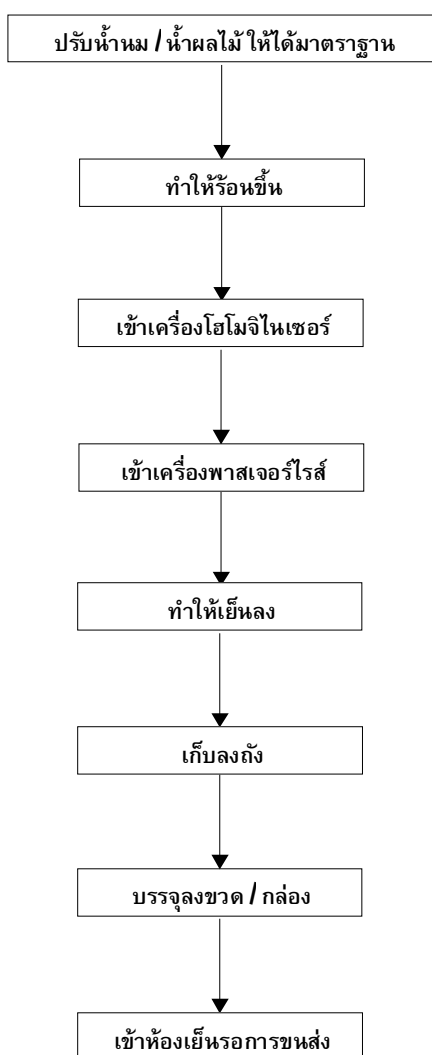 ปรับน้ำนม / น้ำผลไม้ ให้ได้มาตราฐาน
ทำให้ร้อนขึ้น
เข้าเครื่องโฮโมจิไนเซอร์
เข้าเครื่องพาสเจอร์ไรส์
ทำให้เย็นลง
เก็บลงถัง
บรรจุลงขวด / กล่อง
เข้าห้องเย็นรอการขนส่ง